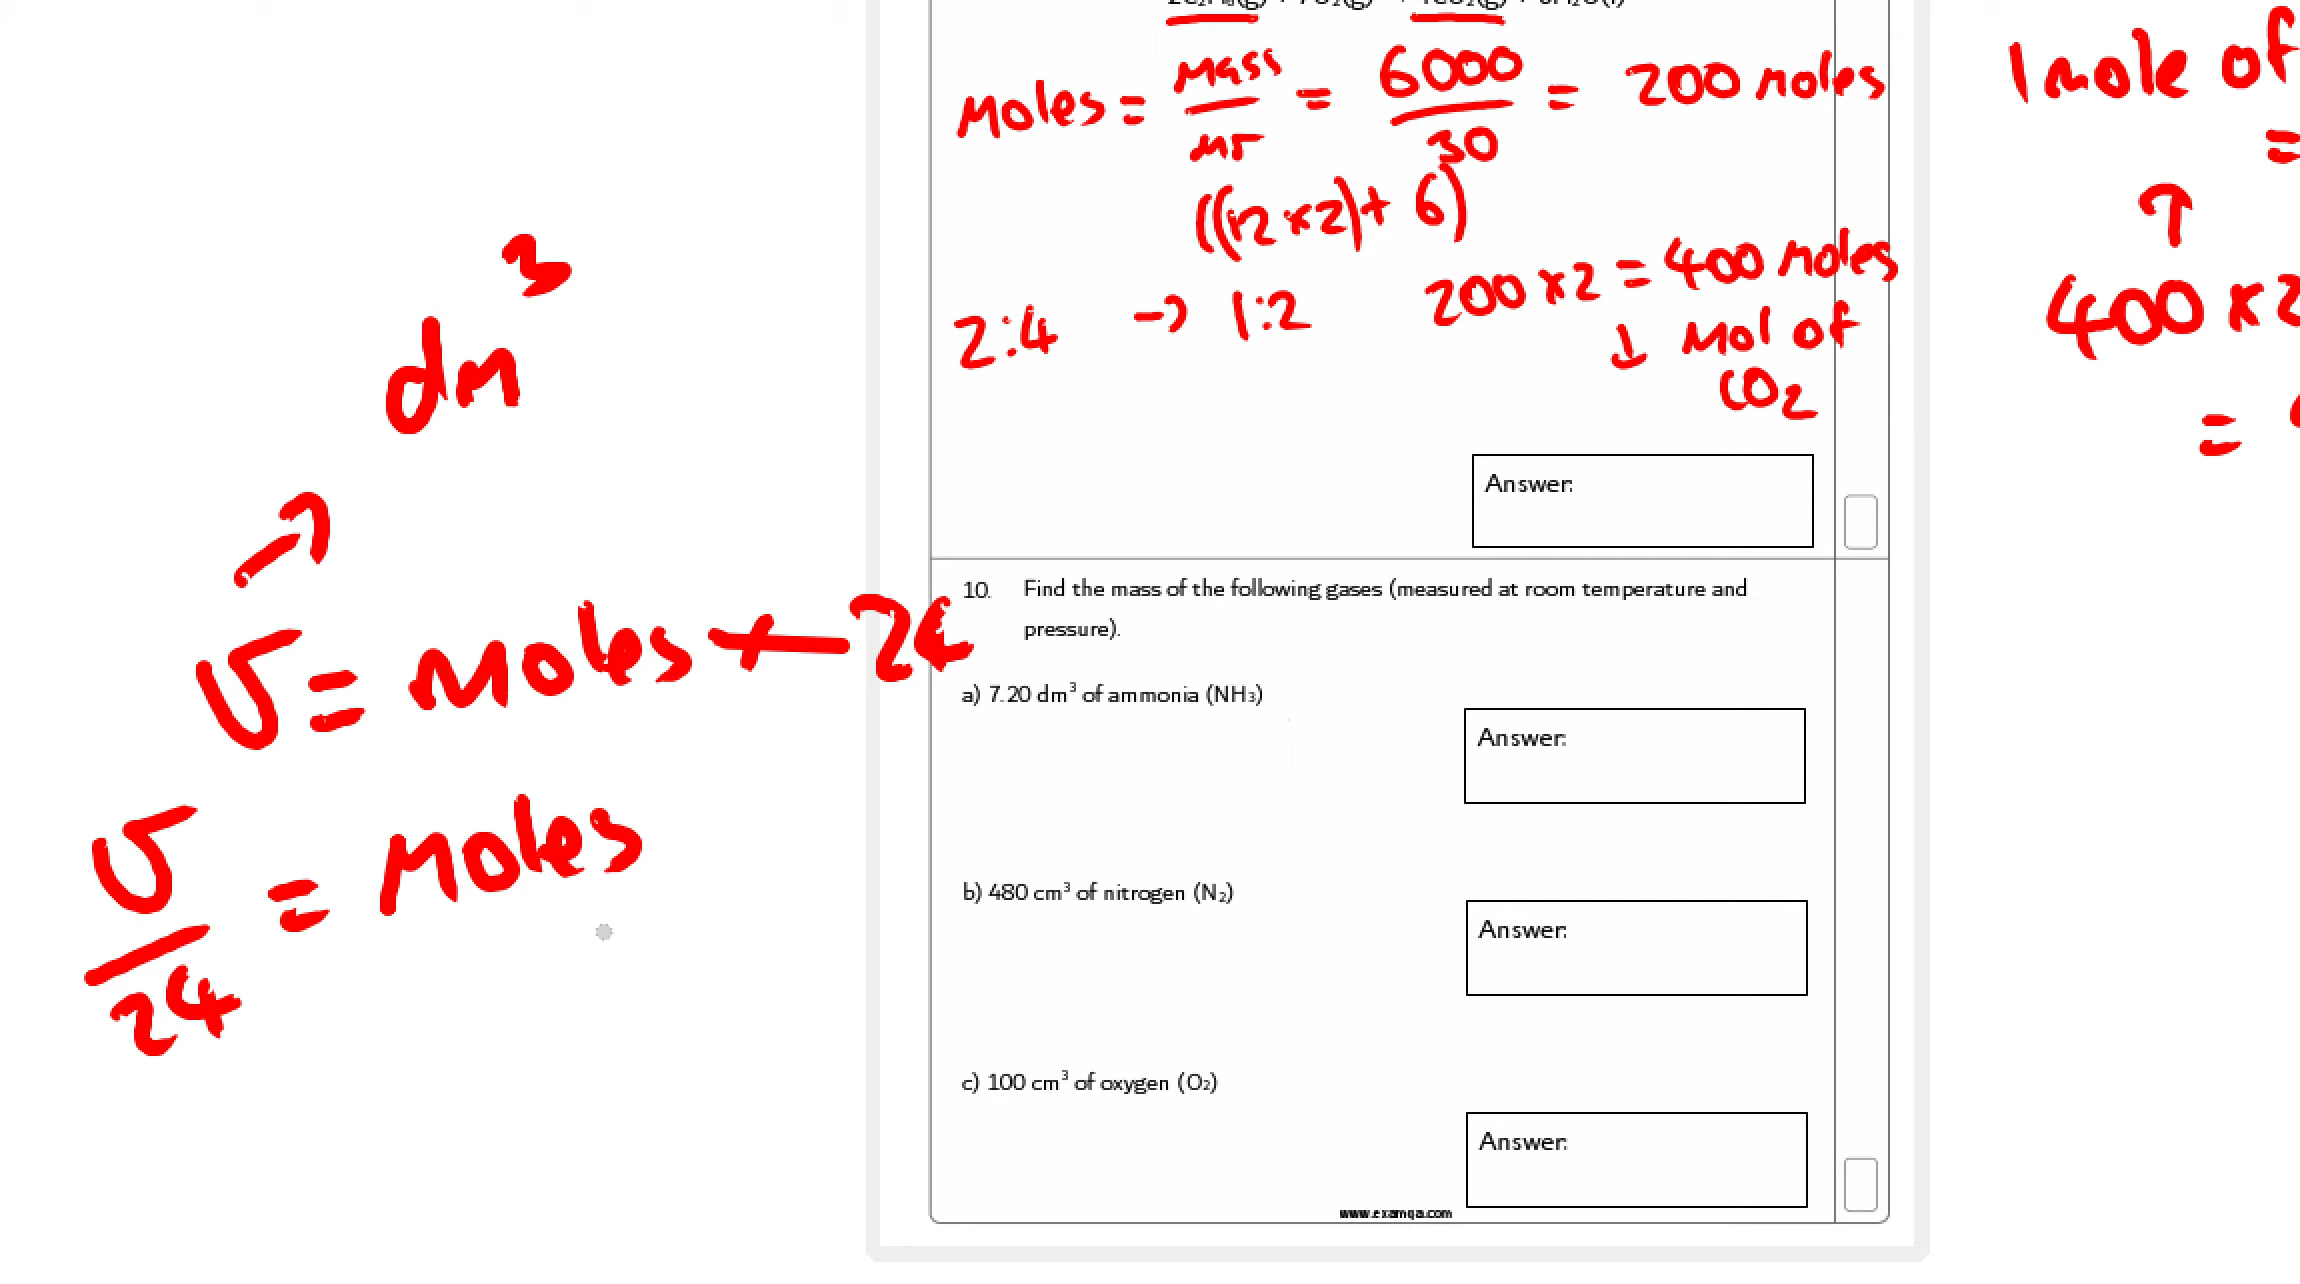 Moles = mass / Mr = 6000 / 30 = 200 moles
((12 × 2) + 6)
2:4 → 1:2 200 × 2 = 400 moles
↓ mol of
CO₂
Answer:
10. Find the mass of the following gases (measured at room temperature and
pressure).
a) 7.20 dm³ of ammonia (NH₃)
Answer:
b) 480 cm³ of nitrogen (N₂)
Answer:
c) 100 cm³ of oxygen (O₂)
Answer:
www.examqa.com
dm³
V = moles × 24
V / 24 = moles
1 mole of
=
↑
400 × 2
=